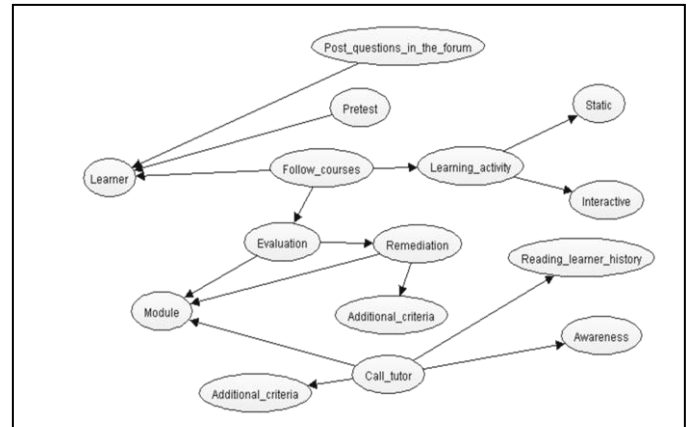 Post_questions_in_the_forum
Pretest
Static
Learner
Follow_courses
Learning_activity
Interactive
Evaluation
Remediation
Reading_learner_history
Module
Additional_criteria
Awareness
Call_tutor
Additional_criteria